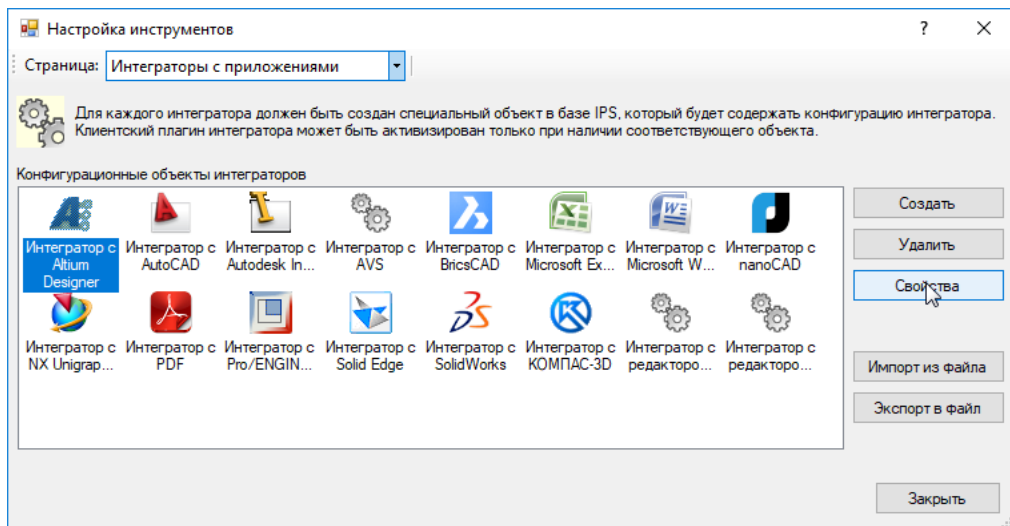 Настройка инструментов
?
Страница: Интеграторы с приложениями
Для каждого интегратора должен быть создан специальный объект в базе IPS, который будет содержать конфигурацию интегратора.
Клиентский плагин интегратора может быть активизирован только при наличии соответствующего объекта.
Конфигурационные объекты интеграторов
Интегратор с Altium Designer
Интегратор с AutoCAD
Интегратор с Autodesk In...
Интегратор с AVS
Интегратор с BricsCAD
Интегратор с Microsoft Ex...
Интегратор с Microsoft W...
Интегратор с nanoCAD
Интегратор с NX Unigrap...
Интегратор с PDF
Интегратор с Pro/ENGIN...
Интегратор с Solid Edge
Интегратор с SolidWorks
Интегратор с КОМПАС-3D
Интегратор с редакторо...
Интегратор с редакторо...
Создать
Удалить
Свойства
Импорт из файла
Экспорт в файл
Закрыть